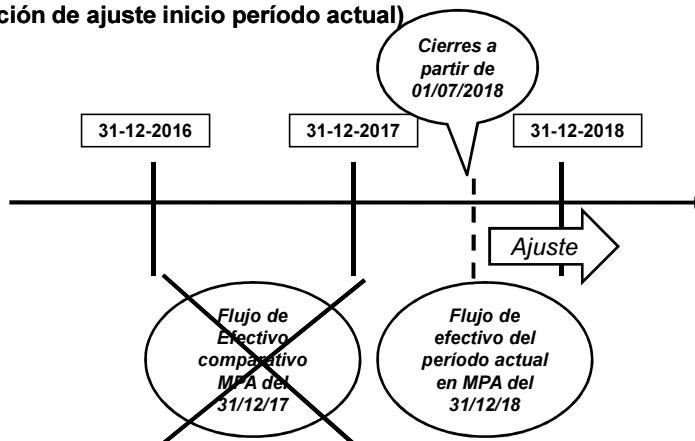 ción de ajuste inicio período actual)
Cierres a
partir de
01/07/2018
31-12-2016
31-12-2017
31-12-2018
Ajuste
Flujo de
Efectivo
comparativo
MPA del
31/12/17
Flujo de
efectivo del
período actual
en MPA del
31/12/18